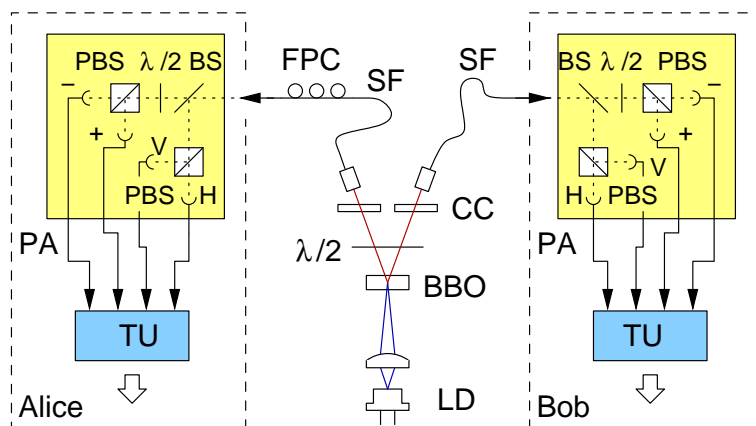 FPC
SF
SF
PBS λ/2 BS
BS λ/2 PBS
−
−
+
+
V
V
PBS
H
H
PBS
CC
PA
PA
λ/2
BBO
TU
TU
LD
Alice
Bob